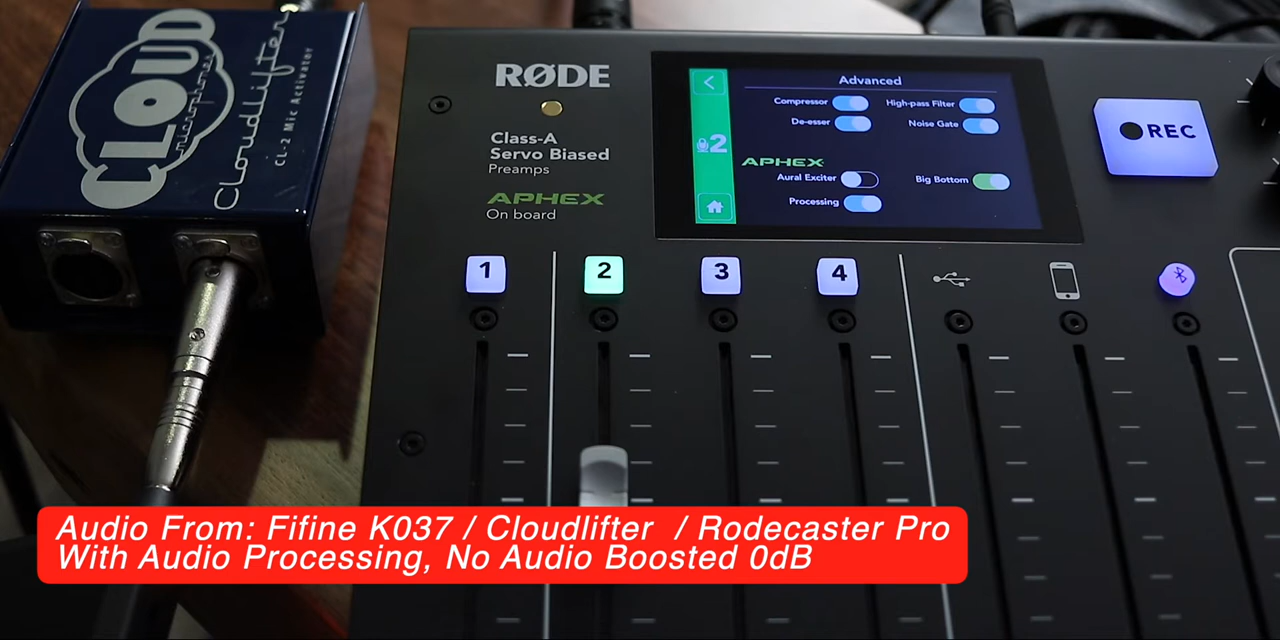 CLOUD
microphones
Cloudlifter
CL-2 Mic Activator
RØDE
Class-A
Servo Biased
Preamps
APHEX
On board
Advanced
Compressor
High-pass Filter
De-esser
Noise Gate
2
APHEX
Aural Exciter
Big Bottom
Processing
REC
1
2
3
4
Audio From: Fifine K037 / Cloudlifter / Rodecaster Pro
With Audio Processing, No Audio Boosted 0dB